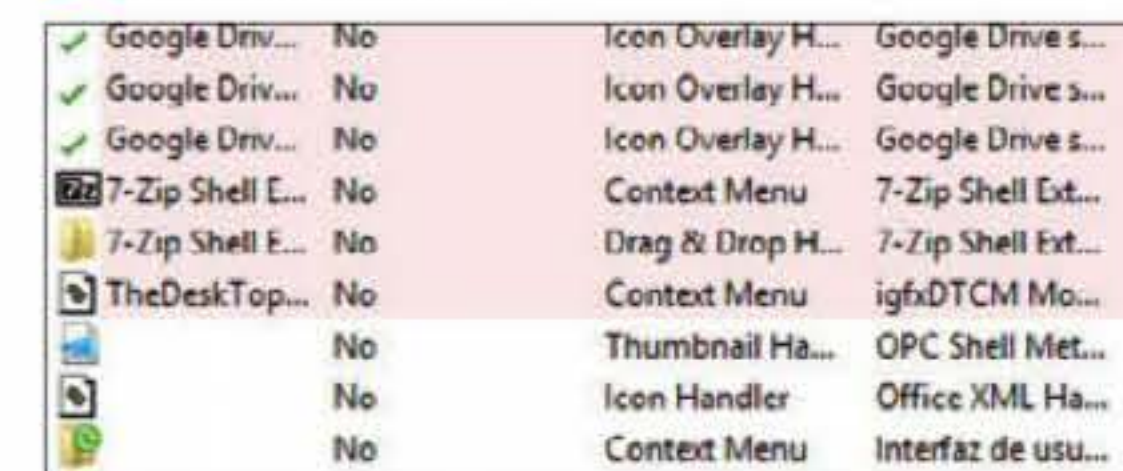 Google Driv... No Icon Overlay H... Google Drive s...
Google Driv... No Icon Overlay H... Google Drive s...
Google Driv... No Icon Overlay H... Google Drive s...
7-Zip Shell E... No Context Menu 7-Zip Shell Ext...
7-Zip Shell E... No Drag & Drop H... 7-Zip Shell Ext...
TheDeskTop... No Context Menu igfxDTCM Mo...
No Thumbnail Ha... OPC Shell Met...
No Icon Handler Office XML Ha...
No Context Menu Interfaz de usu...